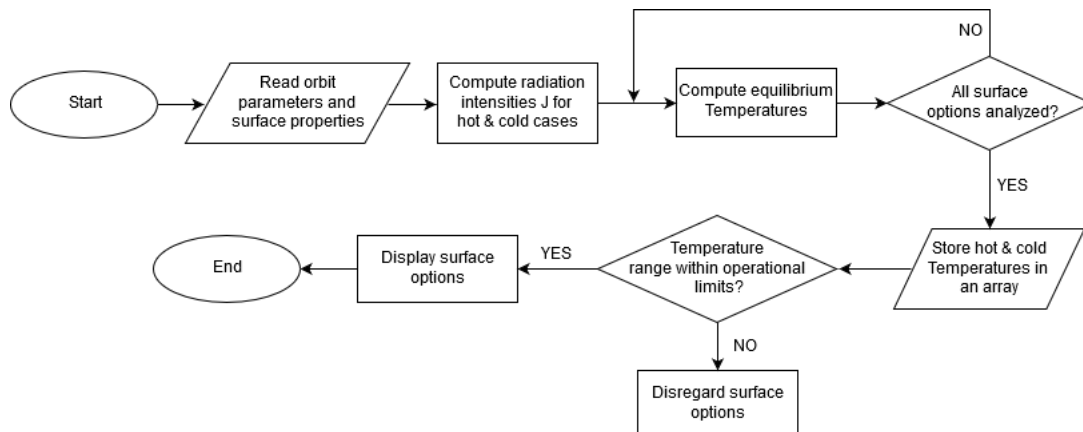 NO
Start
Read orbit
parameters and
surface properties
Compute radiation
intensities J for
hot & cold cases
Compute equilibrium
Temperatures
All surface
options analyzed?
YES
Store hot & cold
Temperatures in
an array
Temperature
range within operational
limits?
YES
Display surface
options
End
NO
Disregard surface
options